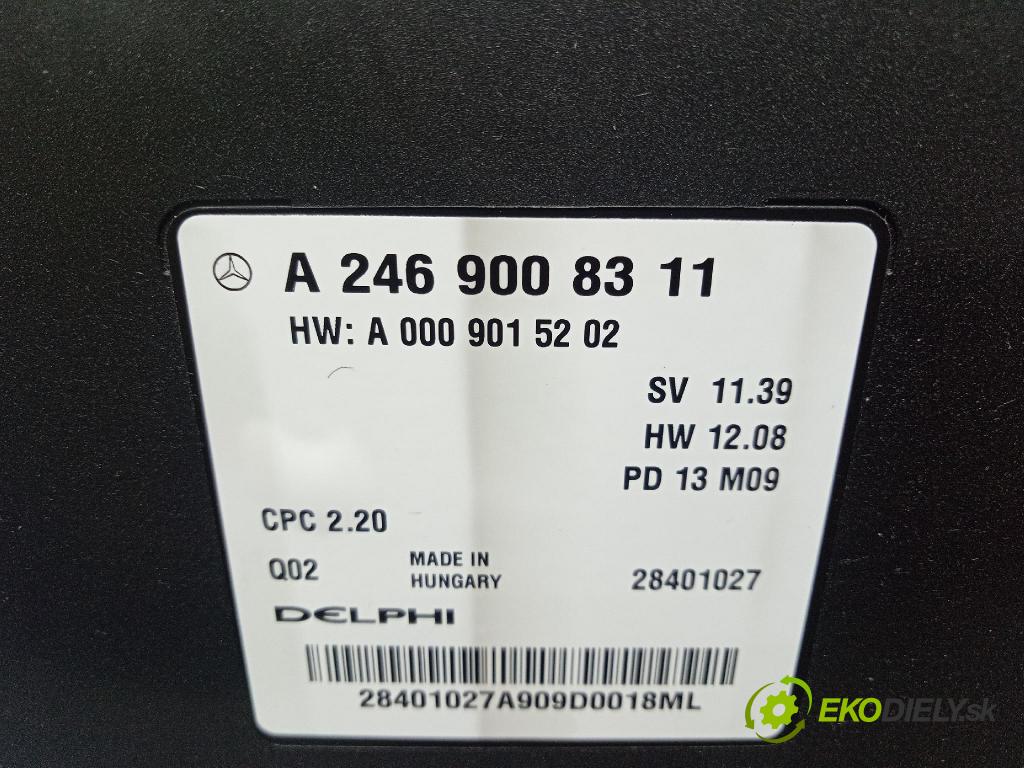 A 246 900 83 11
HW: A 000 901 52 02
SV 11.39
HW 12.08
PD 13 M09
CPC 2.20
Q02
MADE IN
HUNGARY
28401027
DELPHI
28401027A909D0018ML
EKODIELY.sk